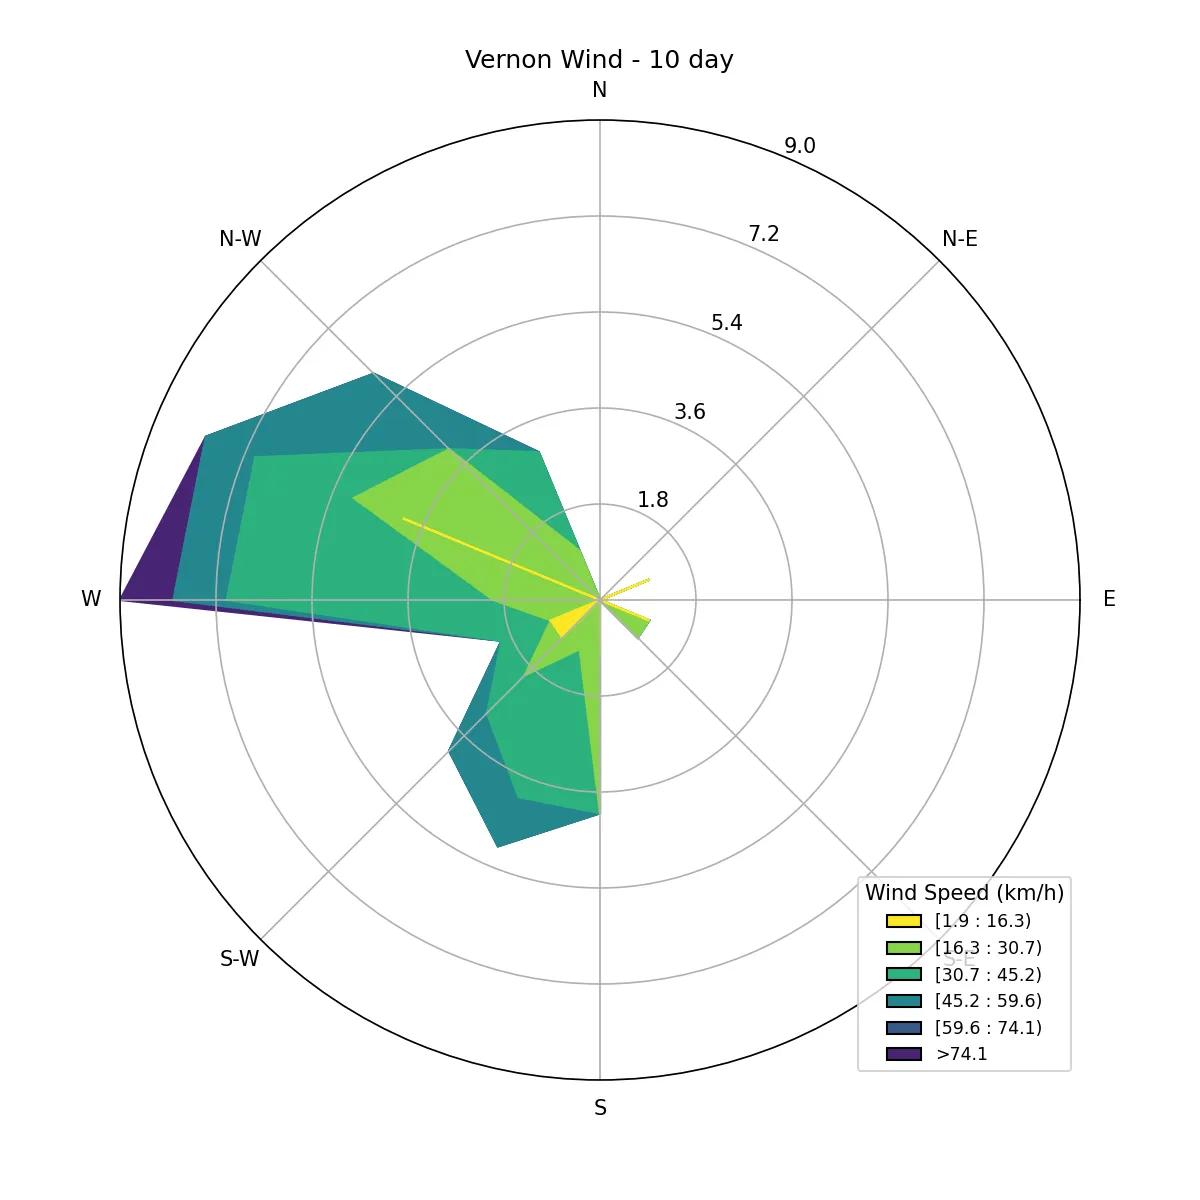 Vernon Wind - 10 day
N
9.0
N-W
7.2
N-E
5.4
3.6
1.8
W
E
S-W
S-E
S
Wind Speed (km/h)
[1.9 : 16.3)
[16.3 : 30.7)
[30.7 : 45.2)
[45.2 : 59.6)
[59.6 : 74.1)
>74.1